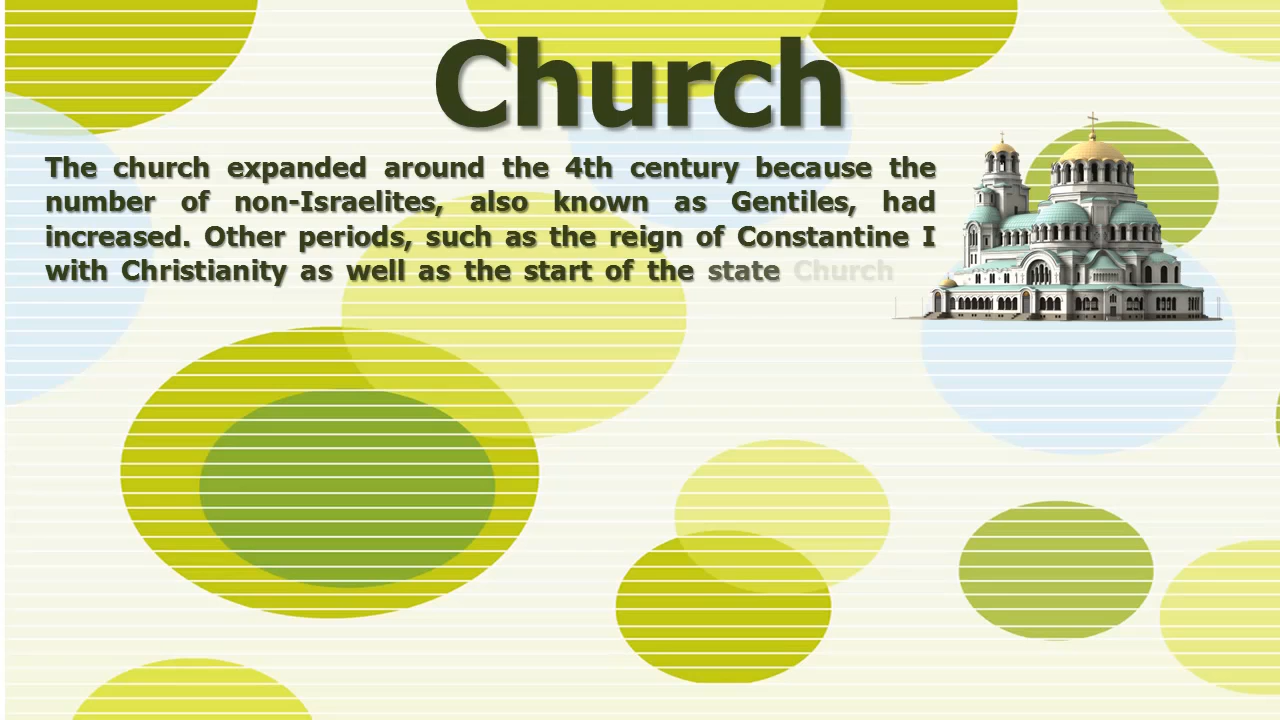 Church
The church expanded around the 4th century because the
number of non-Israelites, also known as Gentiles, had
increased. Other periods, such as the reign of Constantine I
with Christianity as well as the start of the state Church